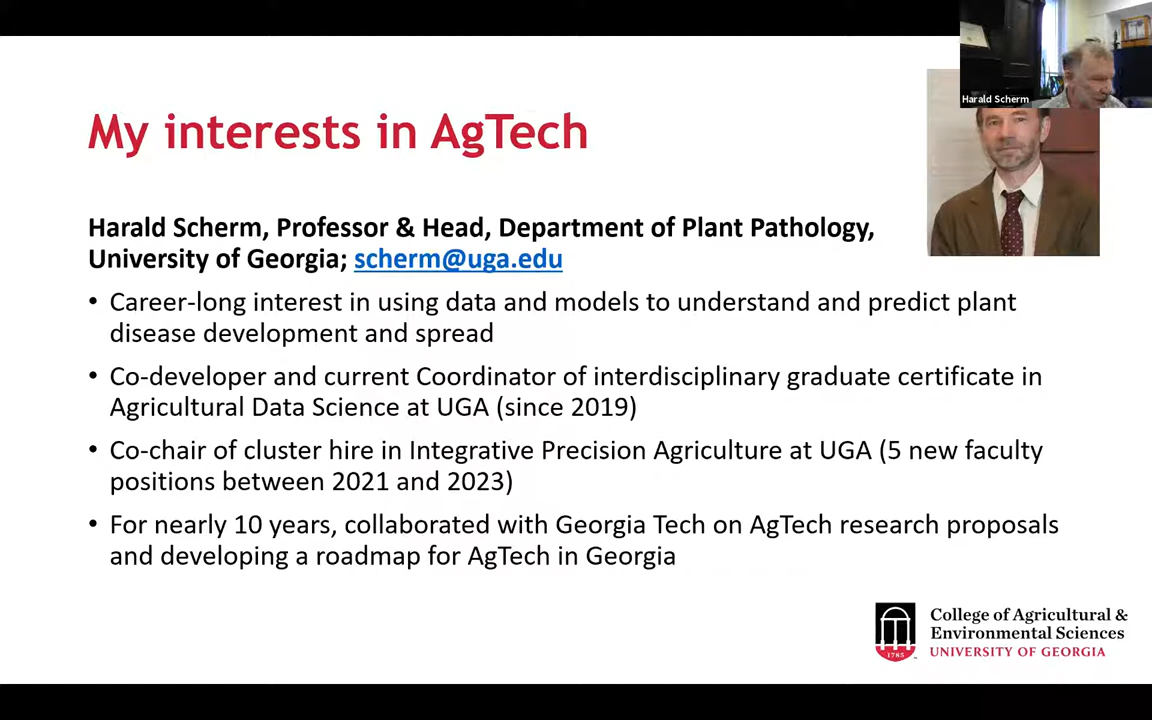 Harald Scherm
My interests in AgTech
Harald Scherm, Professor & Head, Department of Plant Pathology,
University of Georgia; scherm@uga.edu
• Career-long interest in using data and models to understand and predict plant
disease development and spread
• Co-developer and current Coordinator of interdisciplinary graduate certificate in
Agricultural Data Science at UGA (since 2019)
• Co-chair of cluster hire in Integrative Precision Agriculture at UGA (5 new faculty
positions between 2021 and 2023)
• For nearly 10 years, collaborated with Georgia Tech on AgTech research proposals
and developing a roadmap for AgTech in Georgia
College of Agricultural &
Environmental Sciences
UNIVERSITY OF GEORGIA
1785